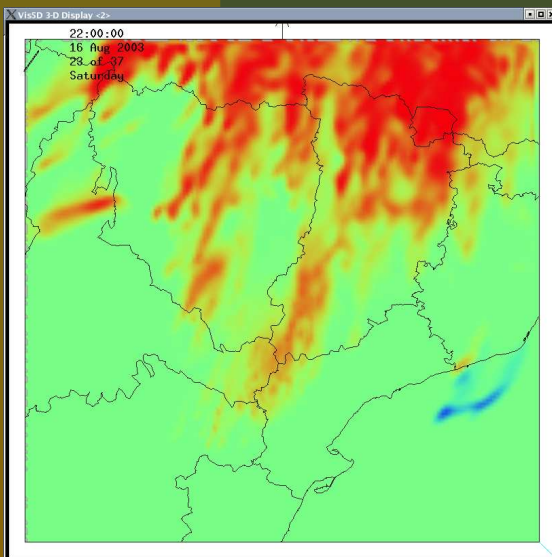 Vis5D 3-D Display <2>
22:00:00
16 Aug 2003
23 of 37
Saturday